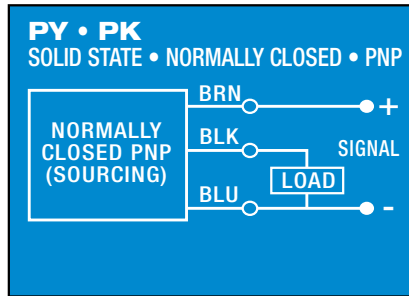 PY • PK
SOLID STATE • NORMALLY CLOSED • PNP
BRN
+
NORMALLY
CLOSED PNP
(SOURCING)
BLK
SIGNAL
LOAD
BLU
-